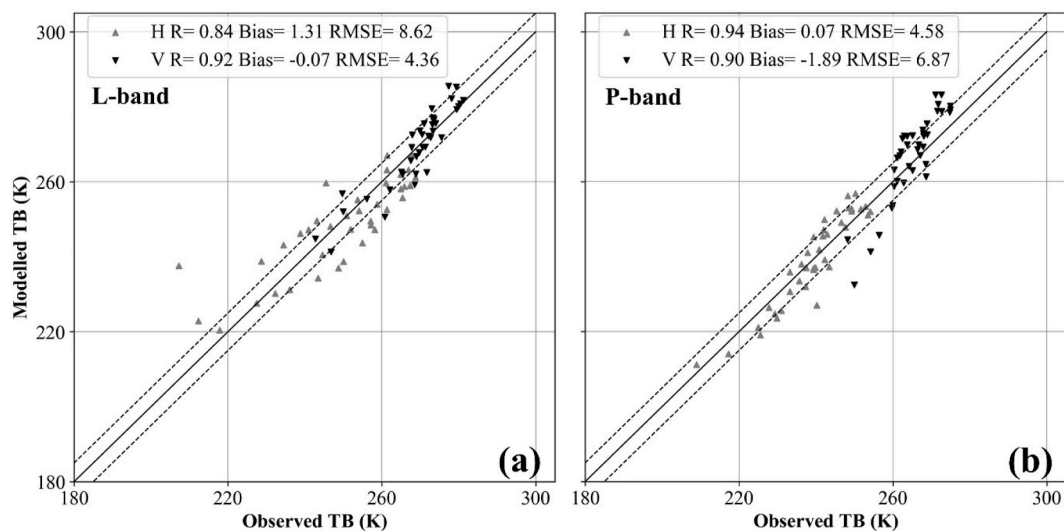 H R= 0.84 Bias= 1.31 RMSE= 8.62
V R= 0.92 Bias= -0.07 RMSE= 4.36
L-band
(a)
300
260
220
180
180
220
260
300
Modelled TB (K)
Observed TB (K)
H R= 0.94 Bias= 0.07 RMSE= 4.58
V R= 0.90 Bias= -1.89 RMSE= 6.87
P-band
(b)
180
220
260
300
Observed TB (K)